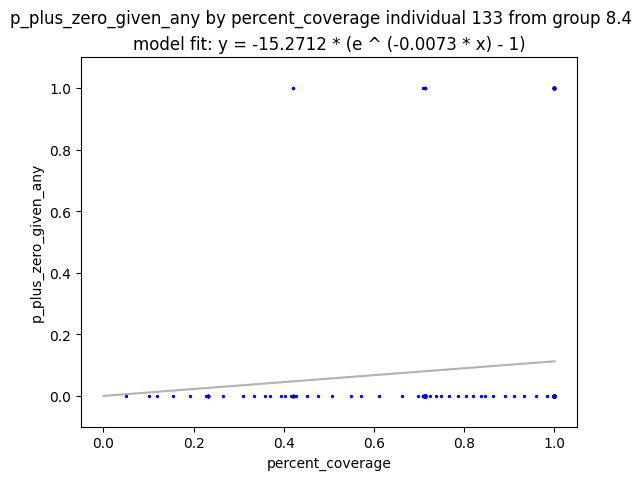 p_plus_zero_given_any by percent_coverage individual 133 from group 8.4
model fit: y = -15.2712 * (e ^ (-0.0073 * x) - 1)
1.0
0.8
0.6
0.4
0.2
0.0
p_plus_zero_given_any
0.0 0.2 0.4 0.6 0.8 1.0
percent_coverage